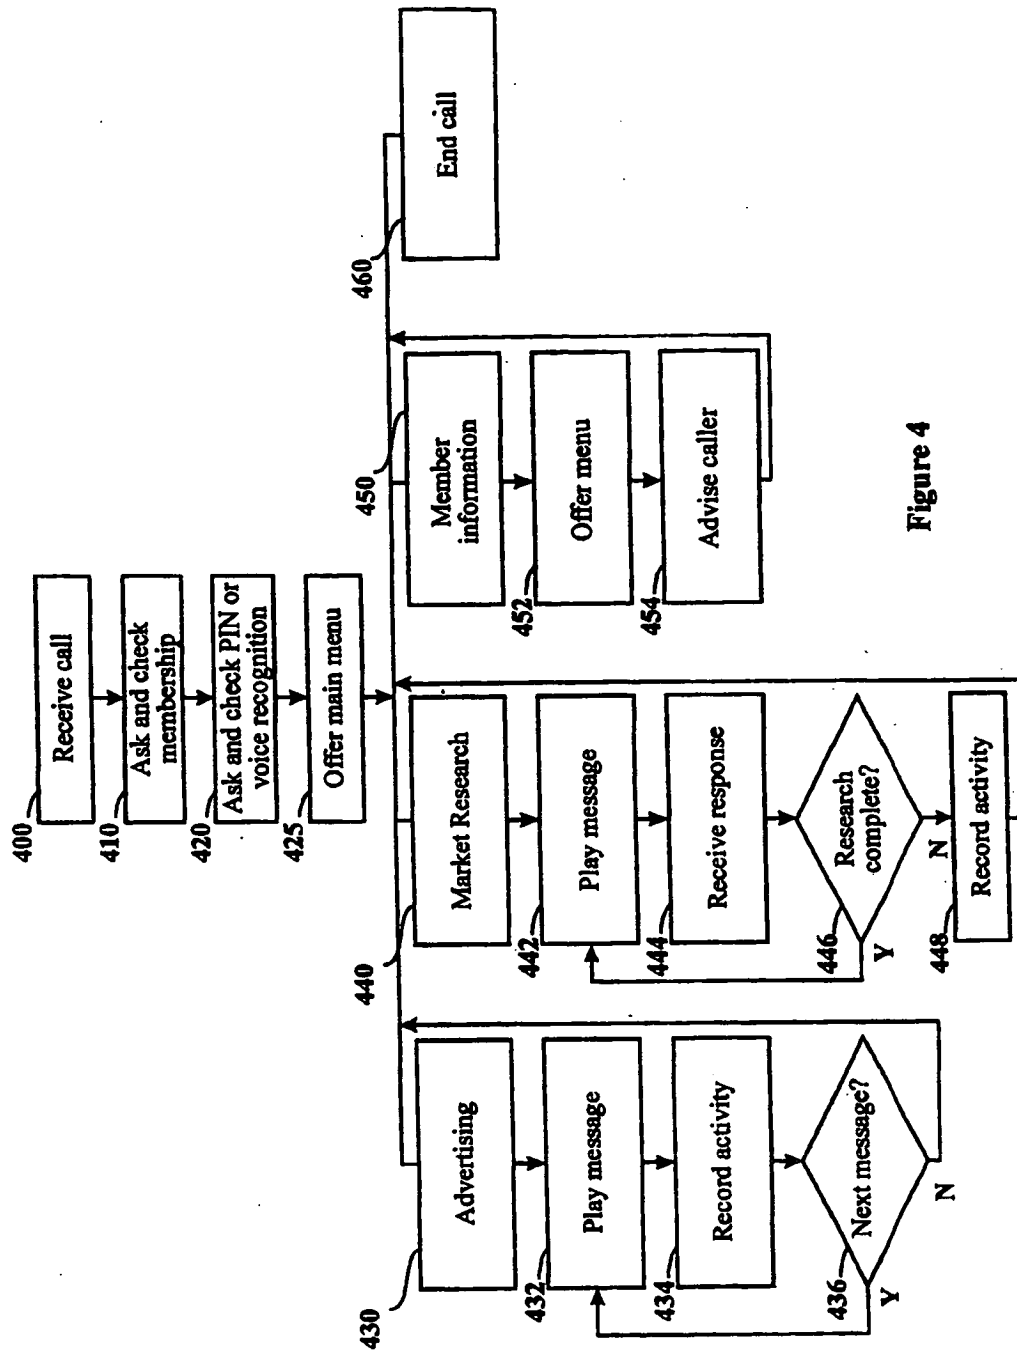 400
Receive call
410
Ask and check
membership
420
Ask and check PIN or
voice recognition
425
Offer main menu
430
Advertising
432
Play message
434
Record activity
436
Next message?
Y
N
440
Market Research
442
Play message
444
Receive response
446
Research
complete?
Y
N
448
Record activity
450
Member
information
452
Offer menu
454
Advise caller
460
End call
Figure 4